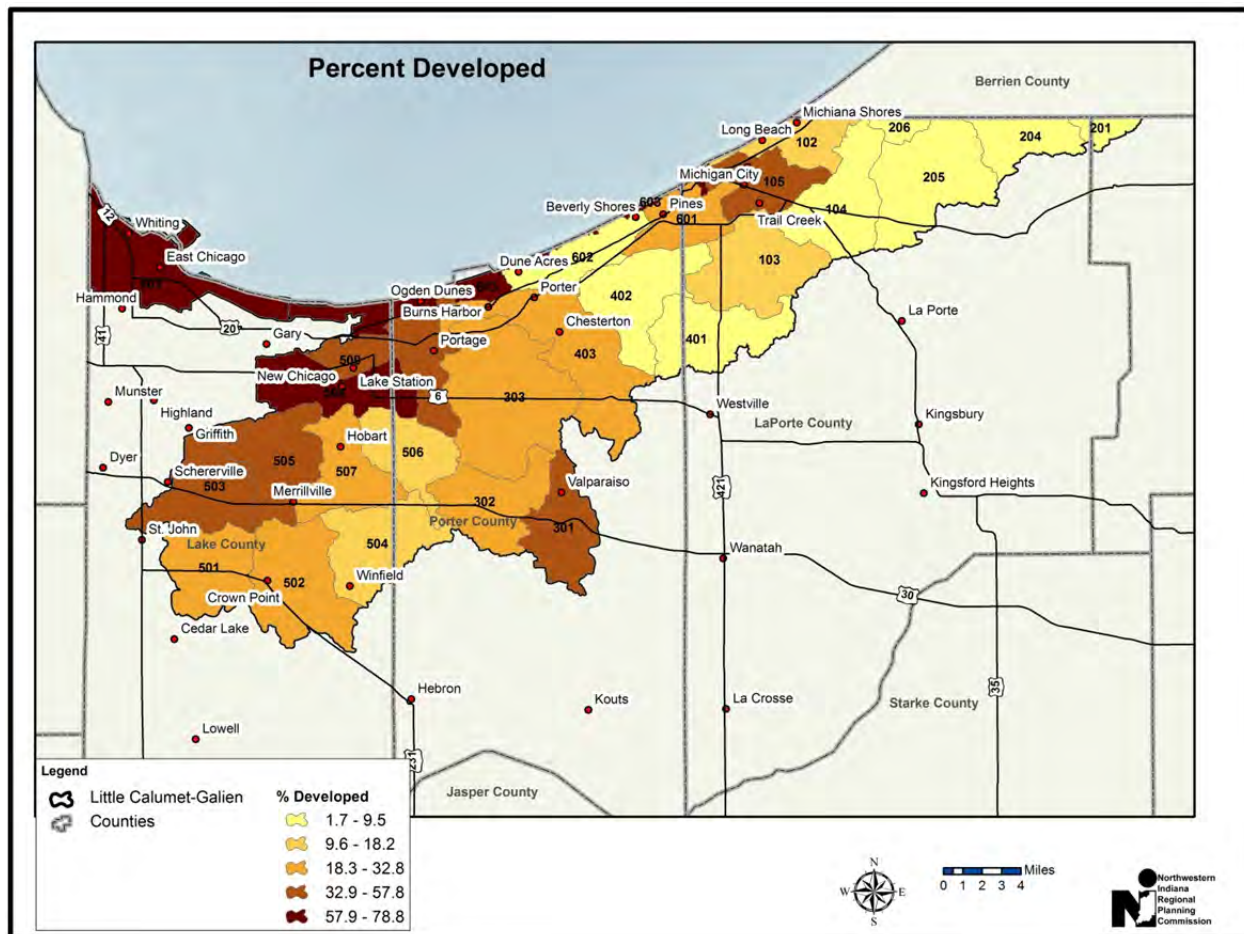 Percent Developed
Berrien County
Michiana Shores
Long Beach
102
206
204
201
Michigan City
105
205
Whiting
12
603
Pines
Beverly Shores
601
Trail Creek
104
East Chicago
Dune Acres
602
103
Hammond
Ogden Dunes
Porter
402
Burns Harbor
20
41
Gary
Chesterton
La Porte
Portage
401
403
508
New Chicago
Lake Station
6
303
Munster
Highland
Westville
Kingsbury
LaPorte County
Griffith
Hobart
506
505
507
Dyer
Schererville
503
Merrillville
Valparaiso
421
Kingsford Heights
302
Porter County
301
St. John
Lake County
504
Wanatah
501
502
Winfield
30
Crown Point
Cedar Lake
35
Hebron
Kouts
La Crosse
Starke County
Lowell
231
Jasper County
Legend
Little Calumet-Galien
Counties
% Developed
1.7 - 9.5
9.6 - 18.2
18.3 - 32.8
32.9 - 57.8
57.9 - 78.8
N
W
E
S
Miles
0 1 2 3 4
Northwestern
Indiana
Regional
Planning
Commission